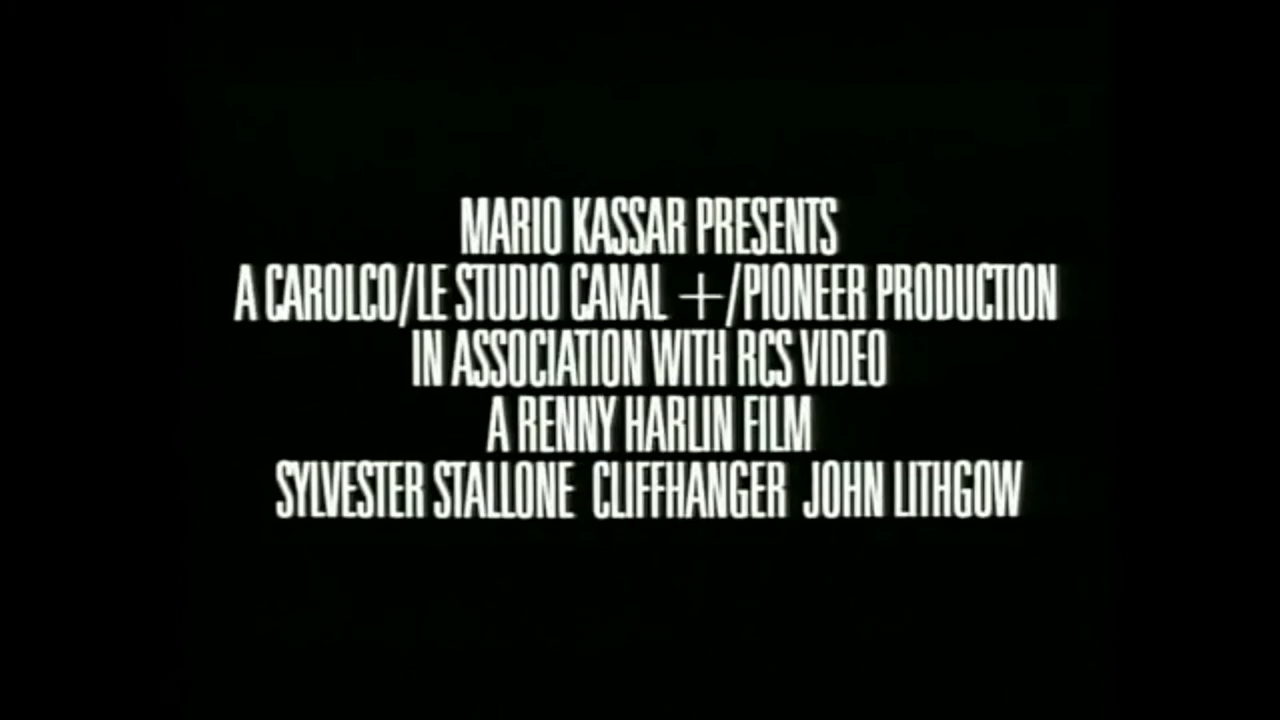 MARIO KASSAR PRESENTS
A CAROLCO/LE STUDIO CANAL +/PIONEER PRODUCTION
IN ASSOCIATION WITH RCS VIDEO
A RENNY HARLIN FILM
SYLVESTER STALLONE CLIFFHANGER JOHN LITHGOW